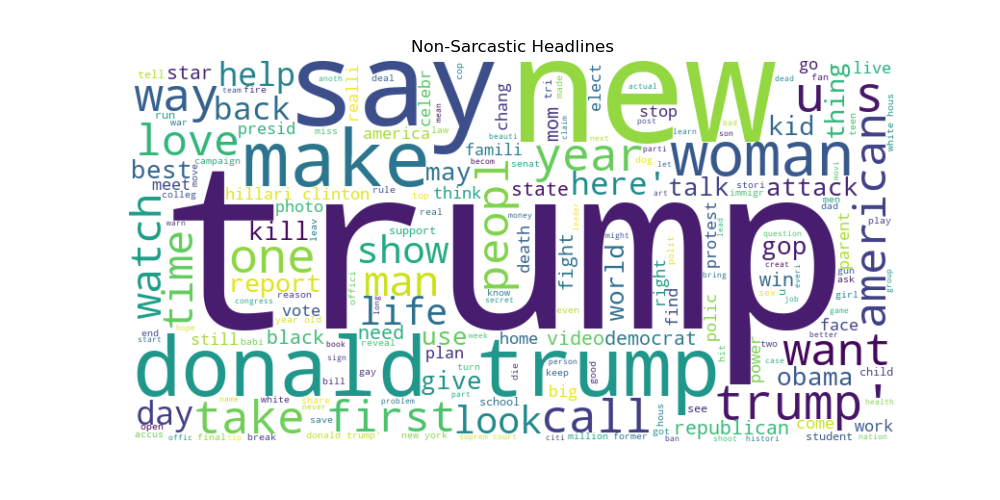 Non-Sarcastic Headlines
tell star help say new go fan live
way back u s thing
love presid america chang mom tri elect stop kid
best make famili may year woman
meet hillari clinton think state here' talk attack americans
watch photo kill support peopl death fight world right protest gop parent
time one show trump win
report man
vote life need use home video democrat polic face
still black plan power want
donald trump give big obama child
day take first look call trump'
school see republican come work
open accus final break donald trump' new york suprem court citi million former ban shoot histori student nation
team fire anoth deal realli celebr cop mean made actual post dead
run war miss law beauti claim next learn bad son teen white hous
campaign colleg move rule top becom senat dog let parti art stori immigr movi men dad play
warn leav real offici congress reason year old know secret money leader even might find polit lead bring question creat everi sex job gun ask girl group game better
end start hope babi book sign reveal long week turn die keep good hit two case u
name never white share gay bill problem save part got hous health
offic tip